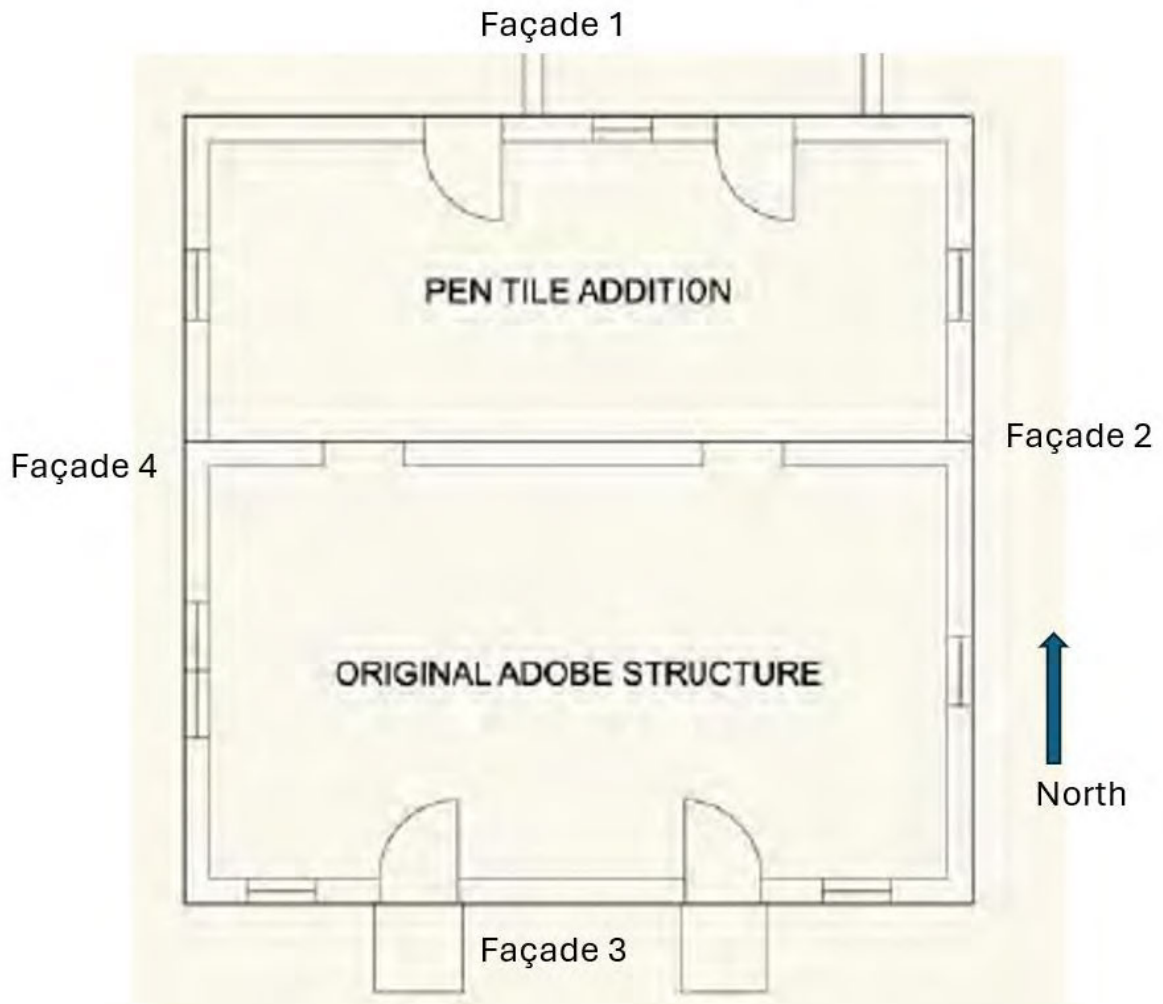 Façade 1
PEN TILE ADDITION
Façade 2
Façade 4
ORIGINAL ADOBE STRUCTURE
North
Façade 3